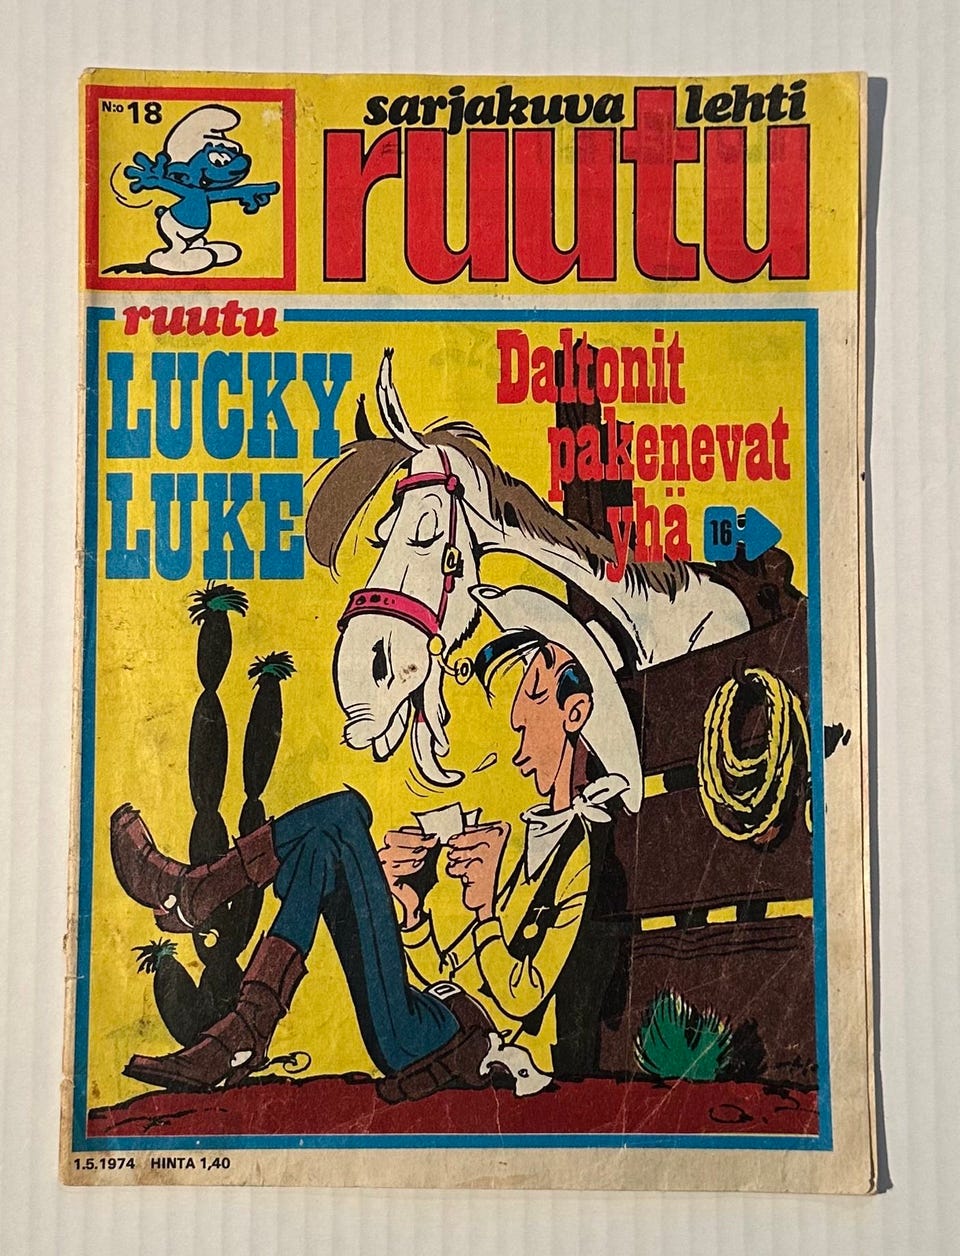 N:o 18
sarjakuva lehti
ruutu
ruutu
LUCKY
LUKE
Daltonit
pakenevat
yhä
16
1.5.1974 HINTA 1,40